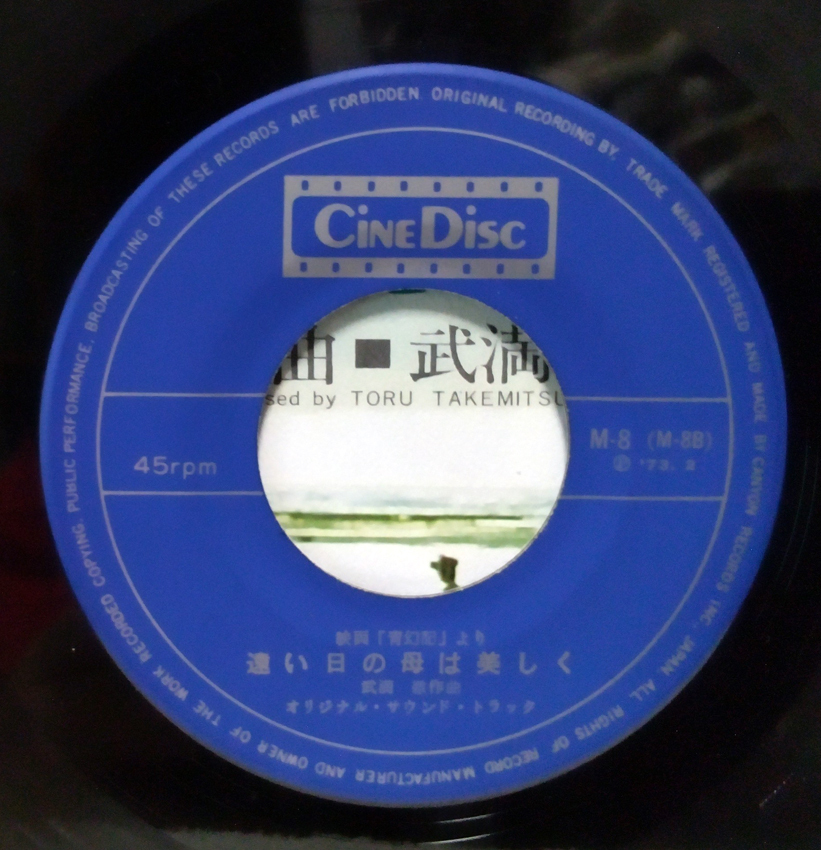 ORIGINAL RECORDING BY. TRADE MARK REGISTERED AND MADE BY CANYON RECORDS INC. JAPAN. ALL RIGHTS OF RECORD MANUFACTURER AND OWNER OF THE WORK RECORDED COPYING. PUBLIC PERFORMANCE. BROADCASTING OF THESE RECORDS ARE FORBIDDEN
CINEDISC
曲■武満
sed by TORU TAKEMITSU
45rpm
M-8 (M-8B)
Ⓟ '73. 2
映画「青幻記」より
遠い日の母は美しく
武満 徹作曲
オリジナル・サウンド・トラック